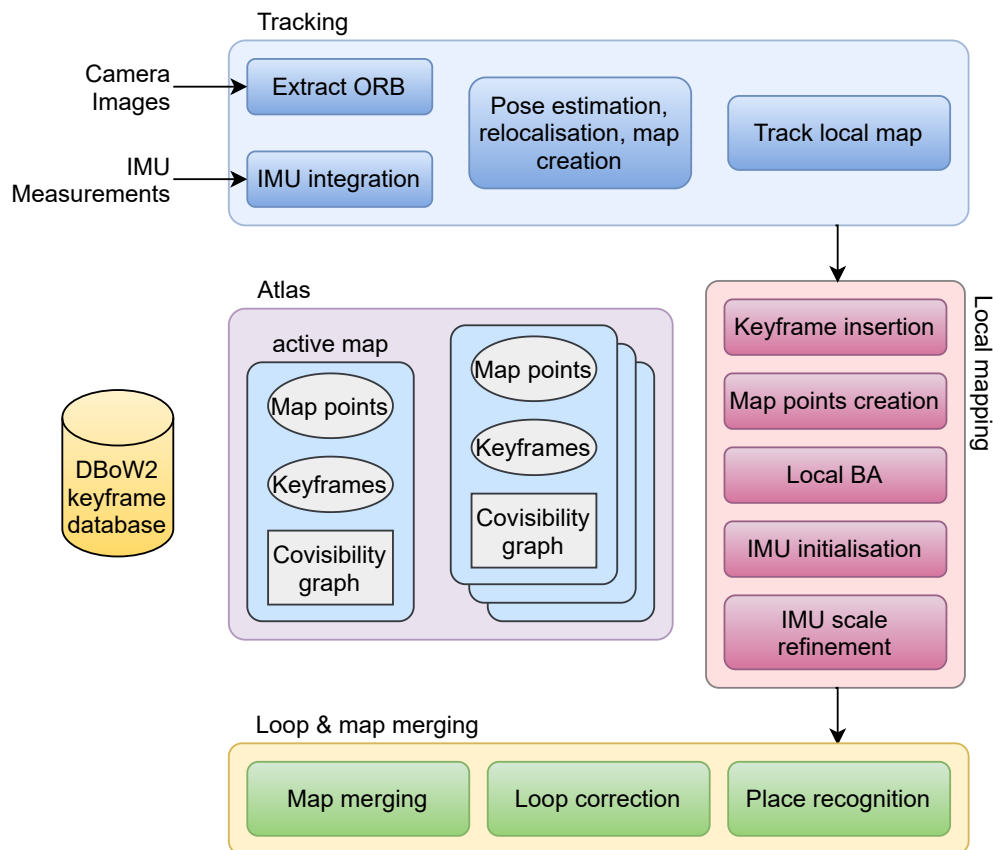 Tracking
Camera
Images
Extract ORB
IMU
Measurements
IMU integration
Pose estimation,
relocalisation, map
creation
Track local map
Atlas
active map
Map points
Keyframes
Covisibility
graph
Map points
Keyframes
Covisibility
graph
DBoW2
keyframe
database
Local mapping
Keyframe insertion
Map points creation
Local BA
IMU initialisation
IMU scale
refinement
Loop & map merging
Map merging
Loop correction
Place recognition